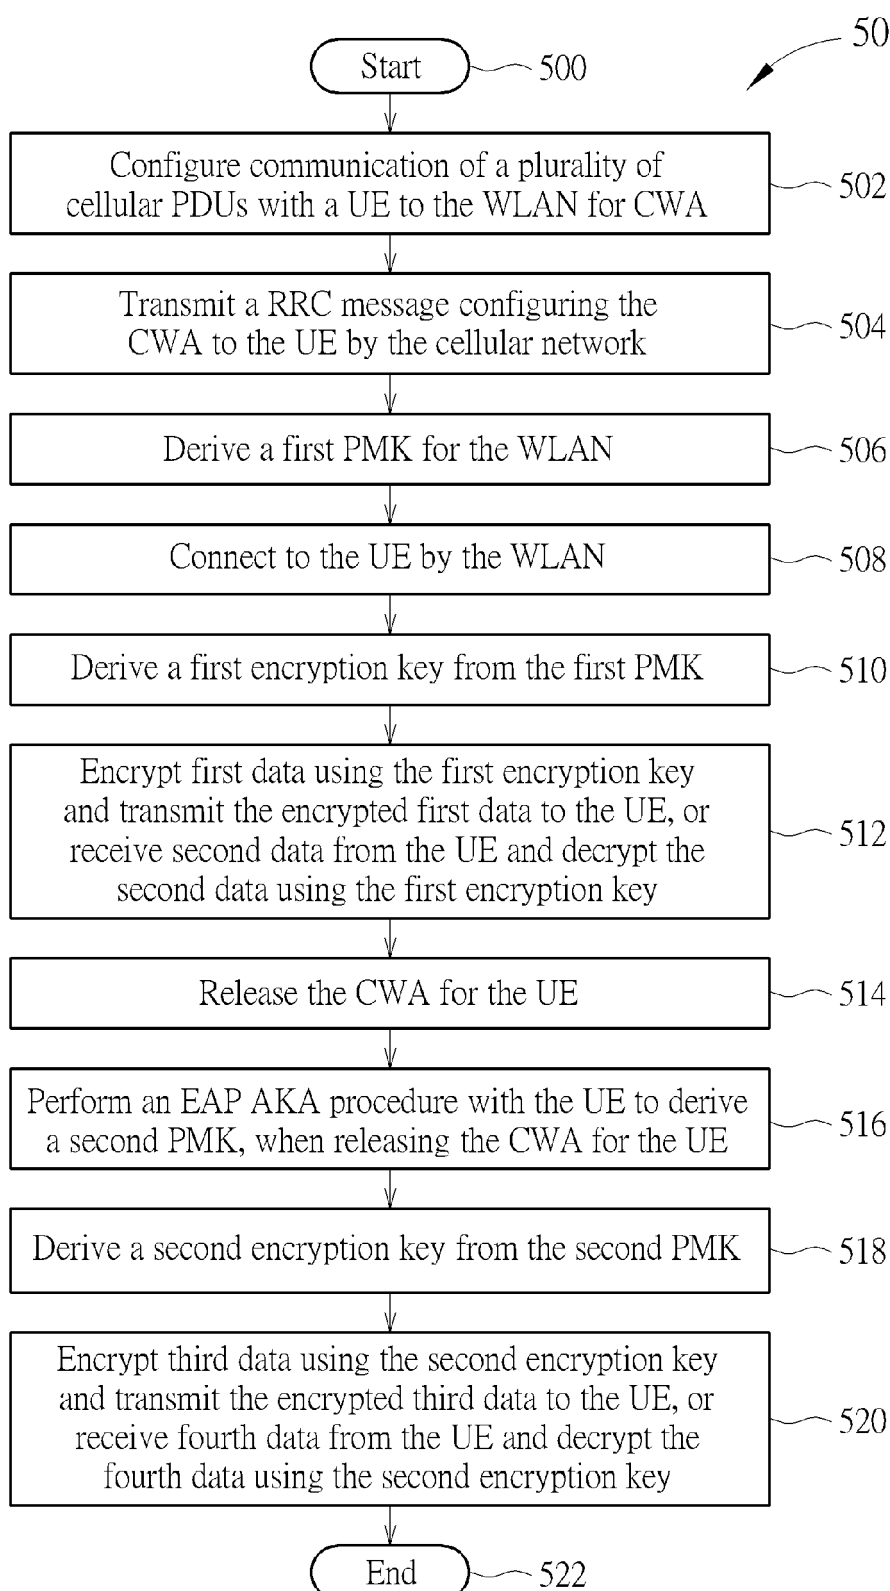 50
Start
500
Configure communication of a plurality of
cellular PDUs with a UE to the WLAN for CWA
502
Transmit a RRC message configuring the
CWA to the UE by the cellular network
504
Derive a first PMK for the WLAN
506
Connect to the UE by the WLAN
508
Derive a first encryption key from the first PMK
510
Encrypt first data using the first encryption key
and transmit the encrypted first data to the UE, or
receive second data from the UE and decrypt the
second data using the first encryption key
512
Release the CWA for the UE
514
Perform an EAP AKA procedure with the UE to derive
a second PMK, when releasing the CWA for the UE
516
Derive a second encryption key from the second PMK
518
Encrypt third data using the second encryption key
and transmit the encrypted third data to the UE, or
receive fourth data from the UE and decrypt the
fourth data using the second encryption key
520
End
522